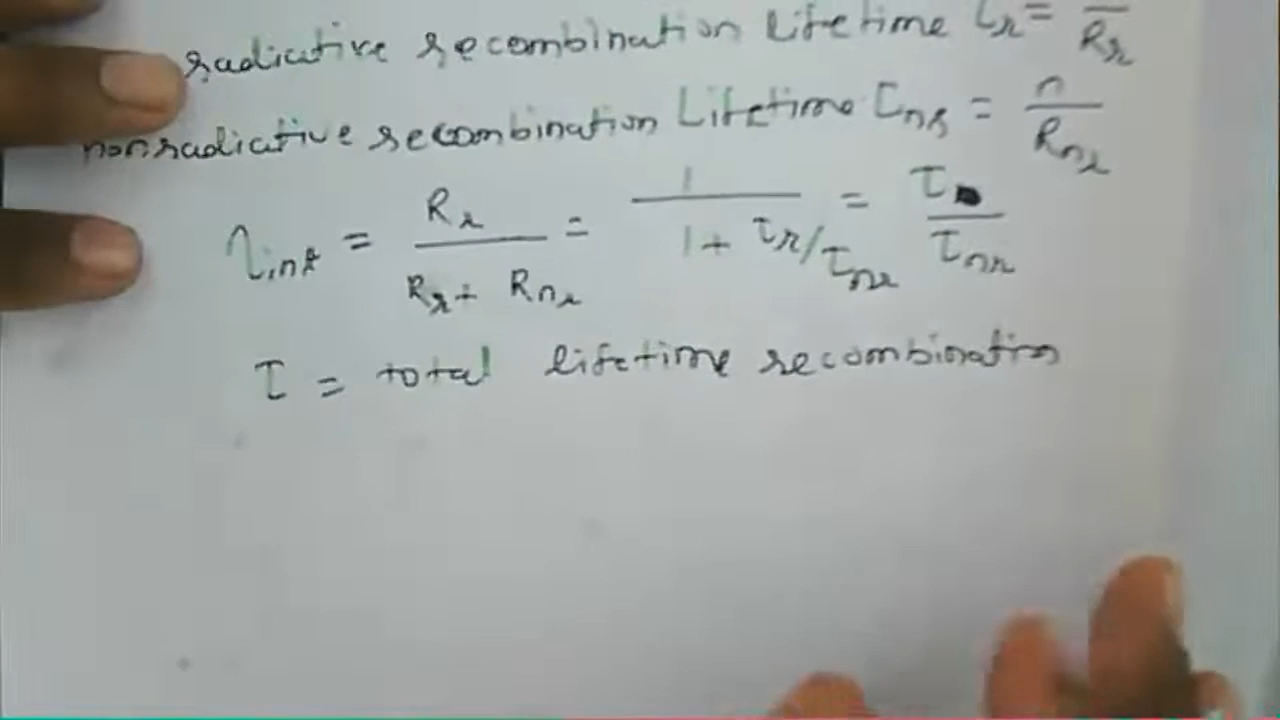 radiative recombination lifetime τr = — Rr
nonradiative recombination Lifetime τnr = n / Rnr
ηint = Rr / (Rr + Rnr) = 1 / (1 + τr/τnr) = τ / τnr
τ = total lifetime recombination